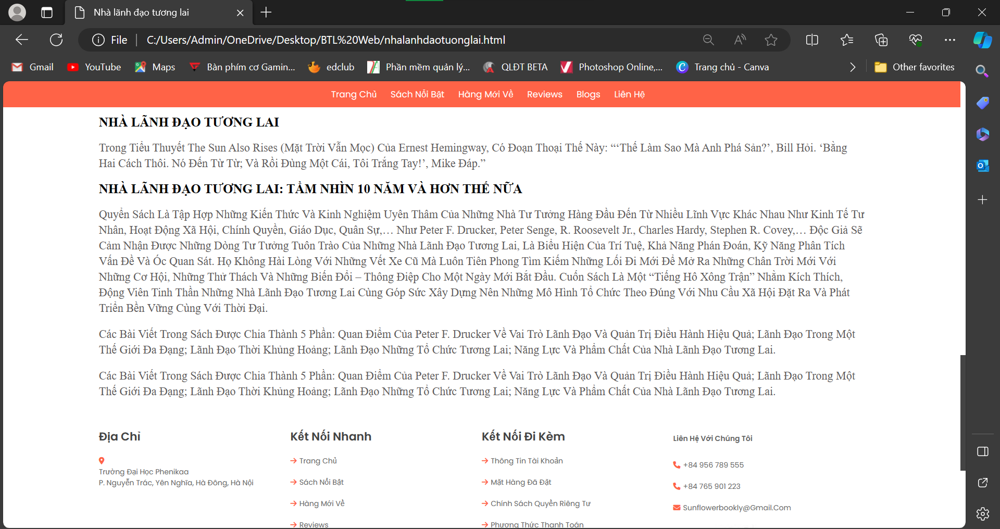 Nhà lãnh đạo tương lai
File
C:/Users/Admin/OneDrive/Desktop/BTL%20Web/nhalanhdaotuonglai.html
Gmail YouTube Maps Bàn phím cơ Gamin... edclub Phần mềm quản lý... QLĐT BETA Photoshop Online,... Trang chủ - Canva Other favorites
Trang Chủ Sách Nổi Bật Hàng Mới Về Reviews Blogs Liên Hệ
NHÀ LÃNH ĐẠO TƯƠNG LAI
Trong Tiểu Thuyết The Sun Also Rises (Mặt Trời Vẫn Mọc) Của Ernest Hemingway, Có Đoạn Thoại Thế Này: “‘Thế Làm Sao Mà Anh Phá Sản?’, Bill Hỏi. ‘Bằng
Hai Cách Thôi. Nó Đến Từ Từ; Và Rồi Đùng Một Cái, Tôi Trắng Tay!’, Mike Đáp.”
NHÀ LÃNH ĐẠO TƯƠNG LAI: TẦM NHÌN 10 NĂM VÀ HƠN THẾ NỮA
Quyển Sách Là Tập Hợp Những Kiến Thức Và Kinh Nghiệm Uyên Thâm Của Những Nhà Tư Tưởng Hàng Đầu Đến Từ Nhiều Lĩnh Vực Khác Nhau Như Kinh Tế Tư
Nhân, Hoạt Động Xã Hội, Chính Quyền, Giáo Dục, Quân Sự,… Như Peter F. Drucker, Peter Senge, R. Roosevelt Jr., Charles Hardy, Stephen R. Covey,… Độc Giả Sẽ
Cảm Nhận Được Những Dòng Tư Tưởng Tuôn Trào Của Những Nhà Lãnh Đạo Tương Lai, Là Biểu Hiện Của Trí Tuệ, Khả Năng Phán Đoán, Kỹ Năng Phân Tích
Vấn Đề Và Óc Quan Sát. Họ Không Hài Lòng Với Những Vết Xe Cũ Mà Luôn Tiên Phong Tìm Kiếm Những Lối Đi Mới Để Mở Ra Những Chân Trời Mới Với
Những Cơ Hội, Những Thử Thách Và Những Biến Đổi – Thông Điệp Cho Một Ngày Mới Bắt Đầu. Cuốn Sách Là Một “Tiếng Hô Xông Trận” Nhằm Kích Thích,
Động Viên Tinh Thần Những Nhà Lãnh Đạo Tương Lai Cùng Góp Sức Xây Dựng Nên Những Mô Hình Tổ Chức Theo Đúng Với Nhu Cầu Xã Hội Đặt Ra Và Phát
Triển Bền Vững Cùng Với Thời Đại.
Các Bài Viết Trong Sách Được Chia Thành 5 Phần: Quan Điểm Của Peter F. Drucker Về Vai Trò Lãnh Đạo Và Quản Trị Điều Hành Hiệu Quả; Lãnh Đạo Trong Một
Thế Giới Đa Đạng; Lãnh Đạo Thời Khủng Hoảng; Lãnh Đạo Những Tổ Chức Tương Lai; Năng Lực Và Phẩm Chất Của Nhà Lãnh Đạo Tương Lai.
Các Bài Viết Trong Sách Được Chia Thành 5 Phần: Quan Điểm Của Peter F. Drucker Về Vai Trò Lãnh Đạo Và Quản Trị Điều Hành Hiệu Quả; Lãnh Đạo Trong Một
Thế Giới Đa Đạng; Lãnh Đạo Thời Khủng Hoảng; Lãnh Đạo Những Tổ Chức Tương Lai; Năng Lực Và Phẩm Chất Của Nhà Lãnh Đạo Tương Lai.
Địa Chỉ
Trường Đại Học Phenikaa
P. Nguyễn Trác, Yên Nghĩa, Hà Đông, Hà Nội
Kết Nối Nhanh
Trang Chủ
Sách Nổi Bật
Hàng Mới Về
Reviews
Kết Nối Đi Kèm
Thông Tin Tài Khoản
Mặt Hàng Đã Đặt
Chính Sách Quyền Riêng Tư
Phương Thức Thanh Toán
Liên Hệ Với Chúng Tôi
+84 956 789 555
+84 765 901 223
Sunflowerbookly@Gmail.Com